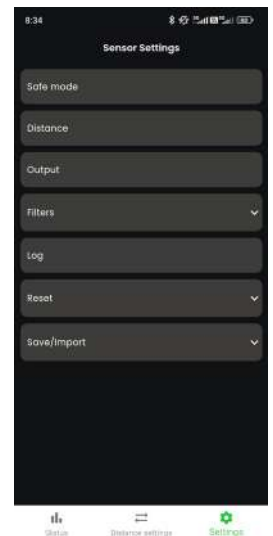 8:34
Sensor Settings
Safe mode
Distance
Output
Filters
Log
Reset
Save/Import
Status
Distance settings
Settings